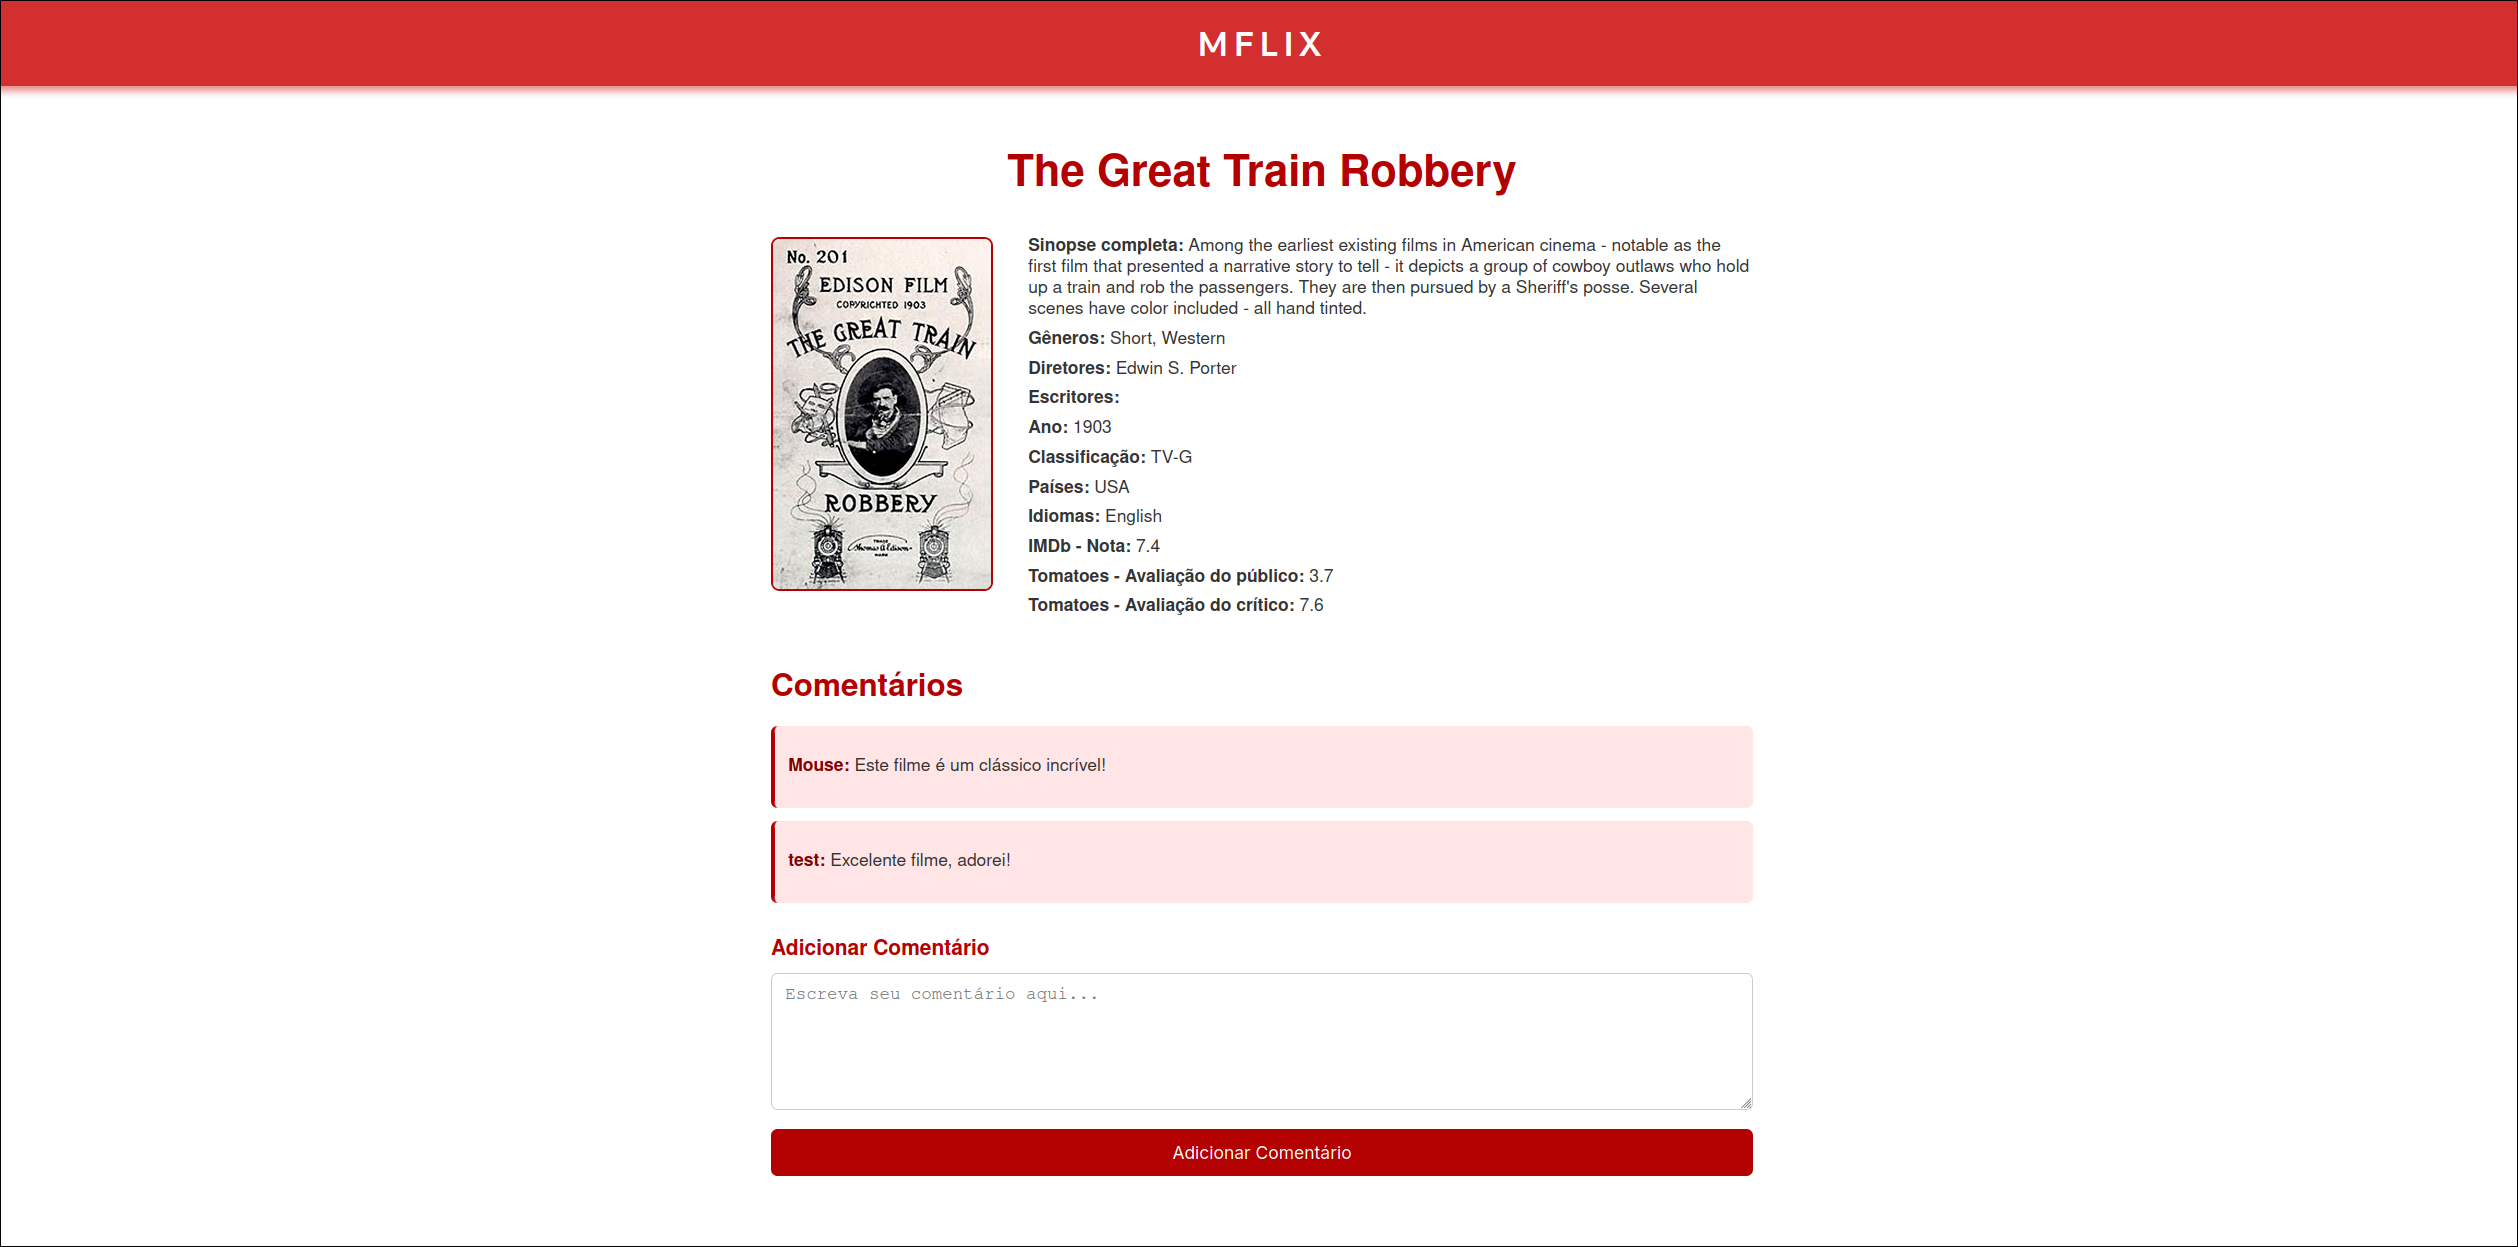 MFLIX
The Great Train Robbery
No. 201
EDISON FILM
COPYRIGHTED 1903
THE GREAT TRAIN
ROBBERY
TRADE
Thomas A Edison
MARK
Sinopse completa: Among the earliest existing films in American cinema - notable as the
first film that presented a narrative story to tell - it depicts a group of cowboy outlaws who hold
up a train and rob the passengers. They are then pursued by a Sheriff's posse. Several
scenes have color included - all hand tinted.
Gêneros: Short, Western
Diretores: Edwin S. Porter
Escritores:
Ano: 1903
Classificação: TV-G
Países: USA
Idiomas: English
IMDb - Nota: 7.4
Tomatoes - Avaliação do público: 3.7
Tomatoes - Avaliação do crítico: 7.6
Comentários
Mouse: Este filme é um clássico incrível!
test: Excelente filme, adorei!
Adicionar Comentário
Escreva seu comentário aqui...
Adicionar Comentário